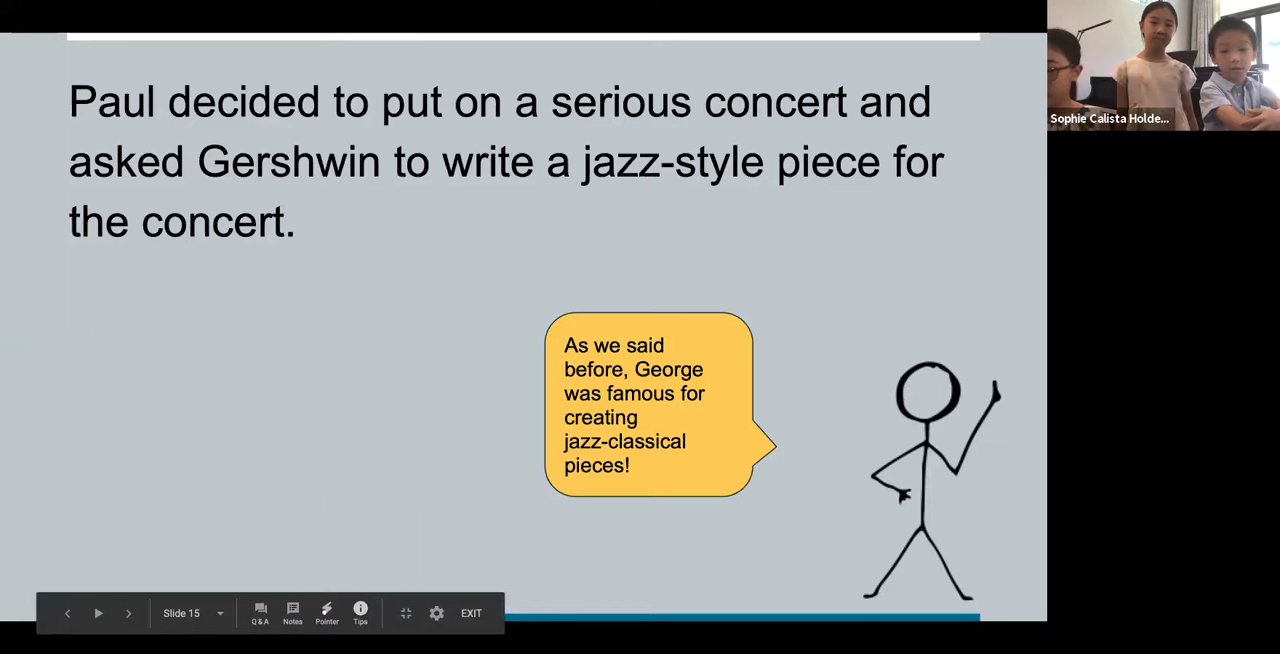 Paul decided to put on a serious concert and
asked Gershwin to write a jazz-style piece for
the concert.
As we said
before, George
was famous for
creating
jazz-classical
pieces!
Sophie Calista Holde...
Slide 15
Q & A
Notes
Pointer
Tips
EXIT